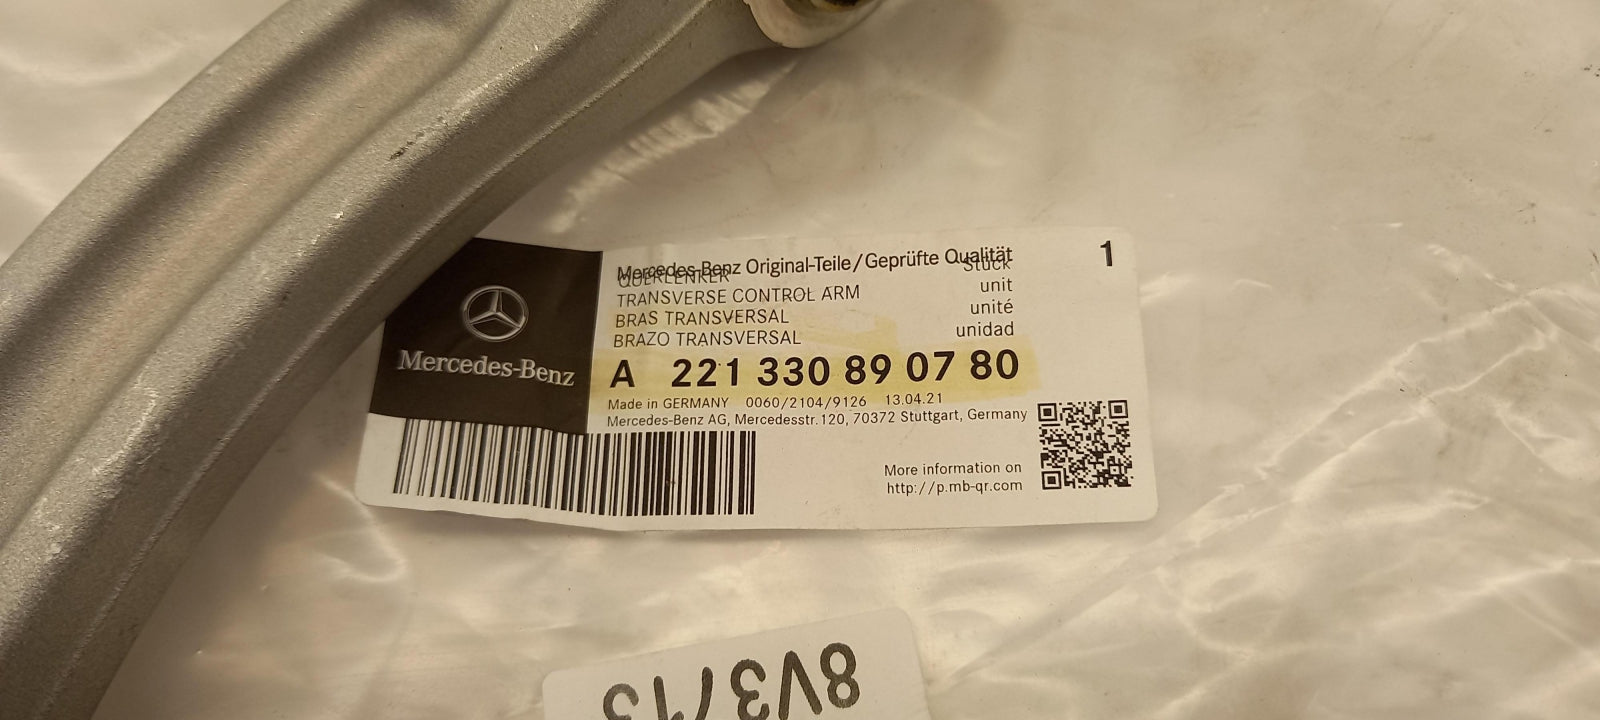 Mercedes-Benz Original-Teile/Geprüfte Qualität
1
QUERLENKER Stück
TRANSVERSE CONTROL ARM unit
BRAS TRANSVERSAL unité
BRAZO TRANSVERSAL unidad
Mercedes-Benz
A 221 330 89 07 80
Made in GERMANY 0060/2104/9126 13.04.21
Mercedes-Benz AG, Mercedesstr. 120, 70372 Stuttgart, Germany
More information on
http://p.mb-qr.com